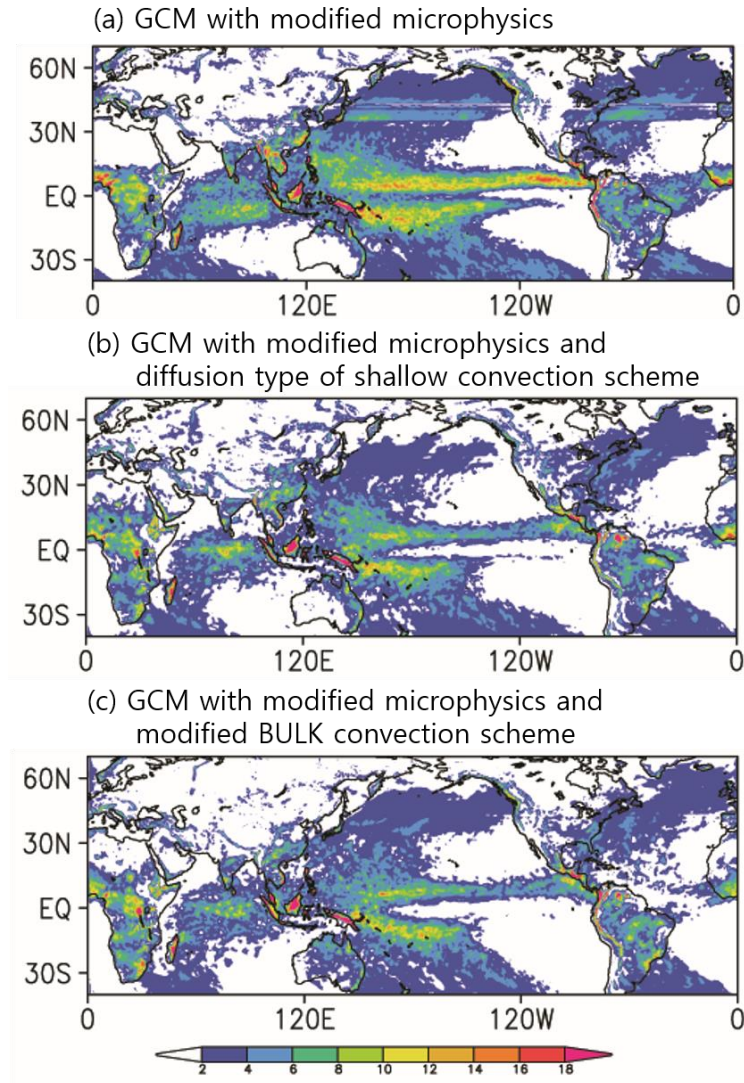 (a) GCM with modified microphysics
60N
30N
EQ
30S
0 120E 120W 0
(b) GCM with modified microphysics and
diffusion type of shallow convection scheme
60N
30N
EQ
30S
0 120E 120W 0
(c) GCM with modified microphysics and
modified BULK convection scheme
60N
30N
EQ
30S
0 120E 120W 0
2 4 6 8 10 12 14 16 18